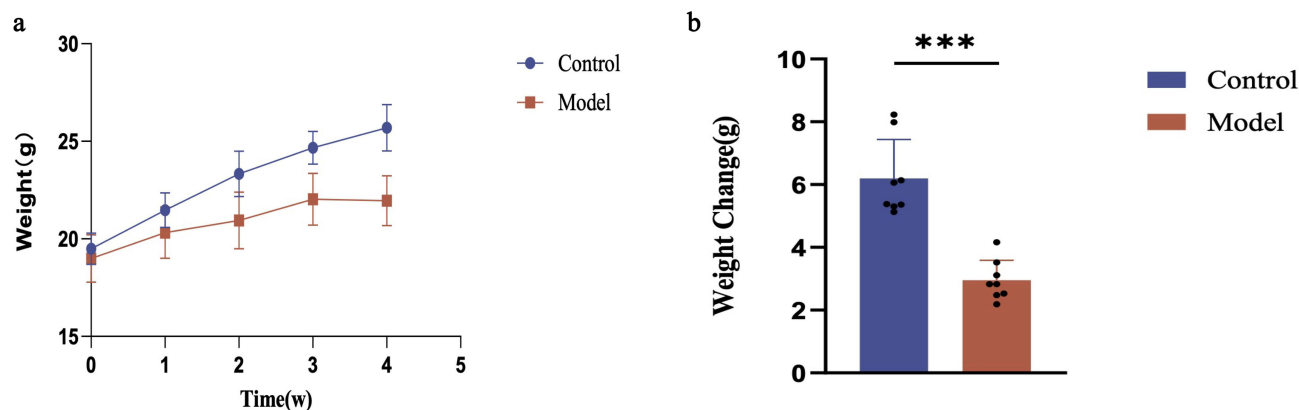 a
30
25
20
15
Weight(g)
0 1 2 3 4 5
Time(w)
Control
Model
b
***
10
8
6
4
2
0
Weight Change(g)
Control
Model